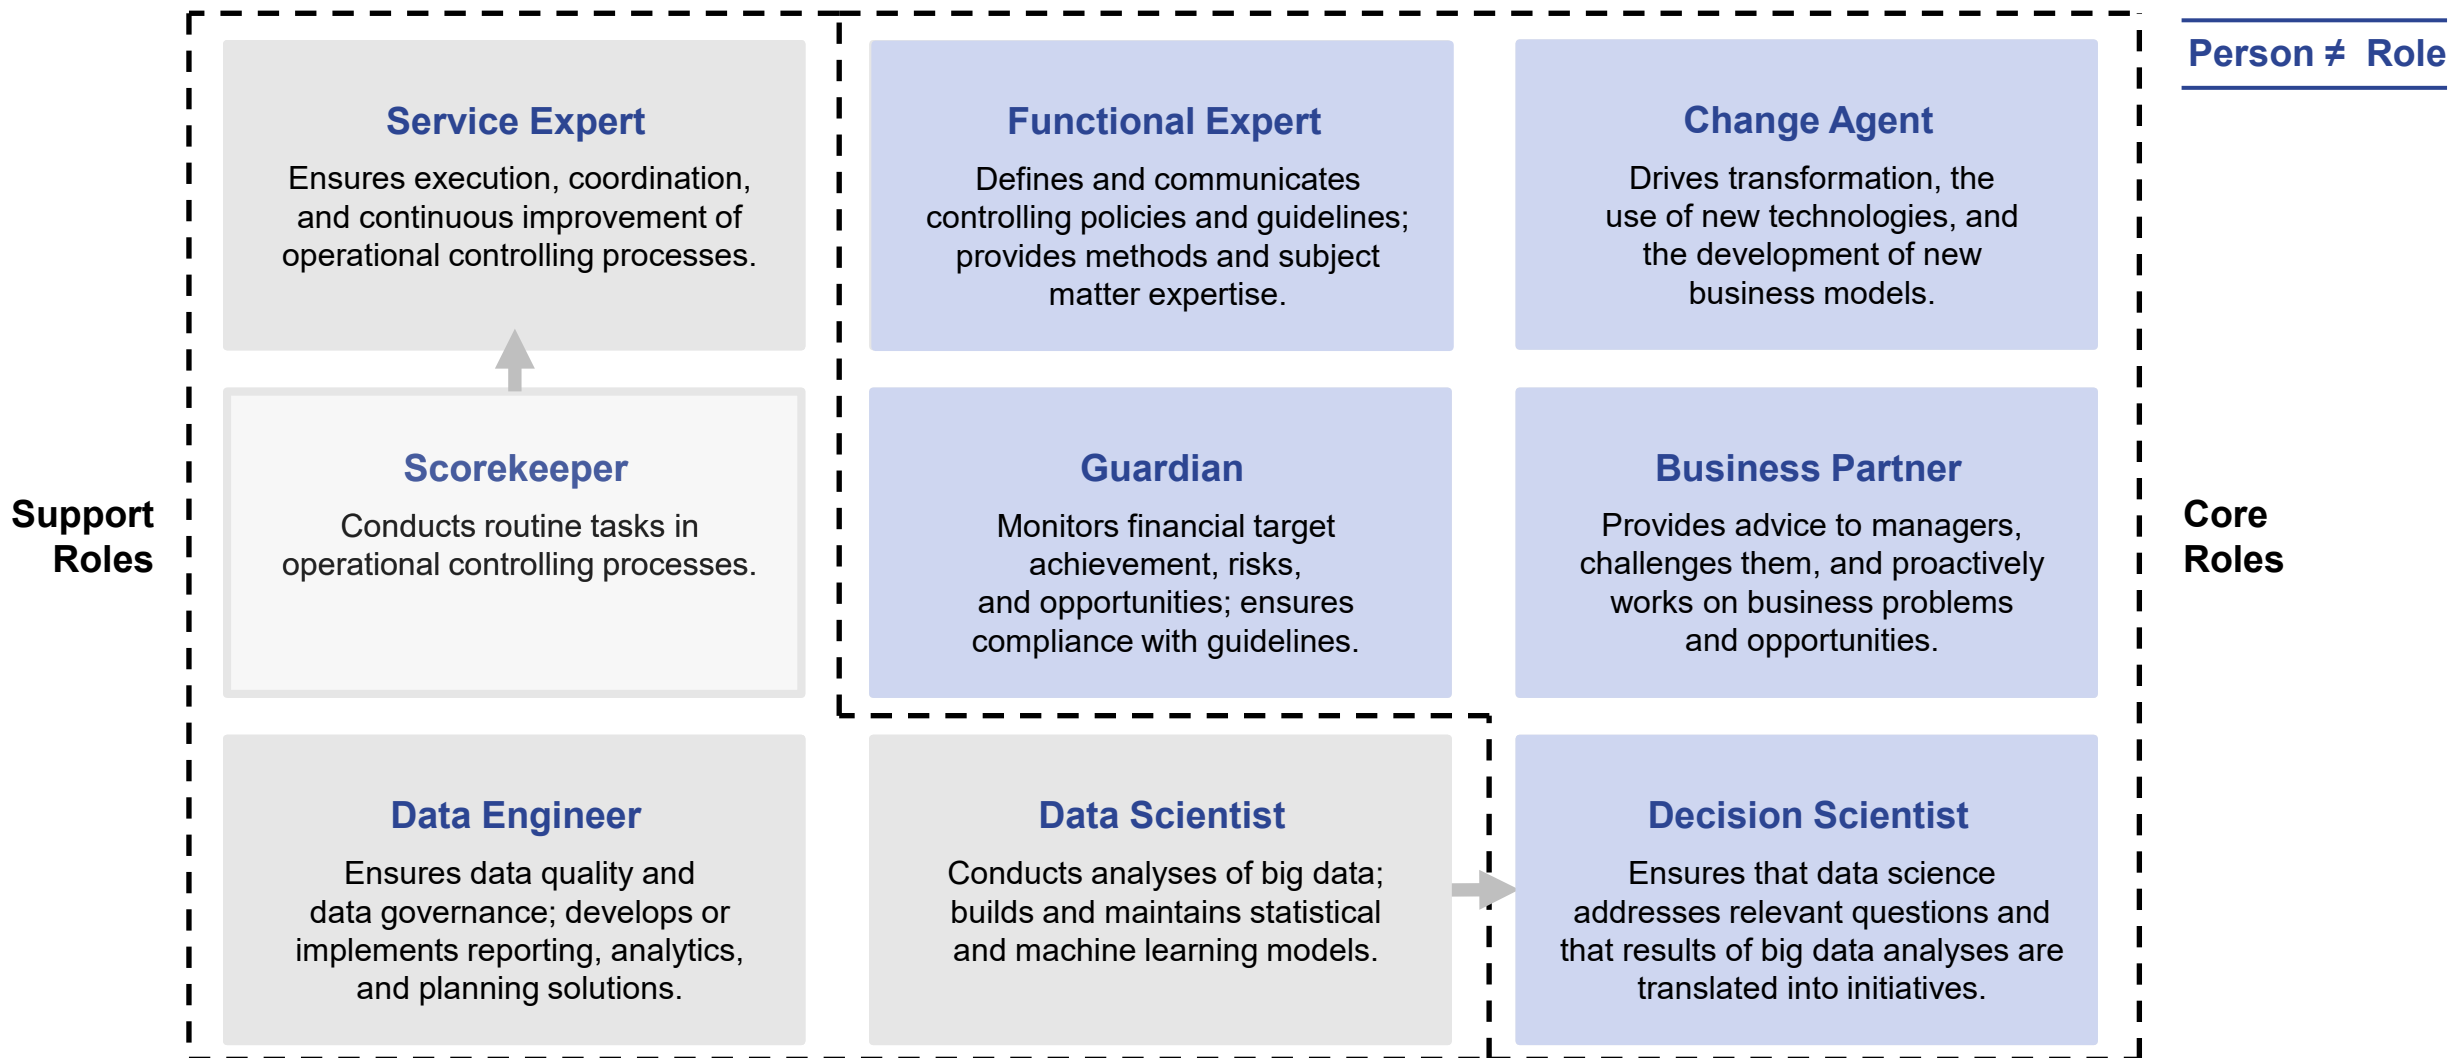 Person ≠ Role
Service Expert
Ensures execution, coordination,
and continuous improvement of
operational controlling processes.
Functional Expert
Defines and communicates
controlling policies and guidelines;
provides methods and subject
matter expertise.
Change Agent
Drives transformation, the
use of new technologies, and
the development of new
business models.
Support
Roles
Scorekeeper
Conducts routine tasks in
operational controlling processes.
Guardian
Monitors financial target
achievement, risks,
and opportunities; ensures
compliance with guidelines.
Business Partner
Provides advice to managers,
challenges them, and proactively
works on business problems
and opportunities.
Core
Roles
Data Engineer
Ensures data quality and
data governance; develops or
implements reporting, analytics,
and planning solutions.
Data Scientist
Conducts analyses of big data;
builds and maintains statistical
and machine learning models.
Decision Scientist
Ensures that data science
addresses relevant questions and
that results of big data analyses are
translated into initiatives.